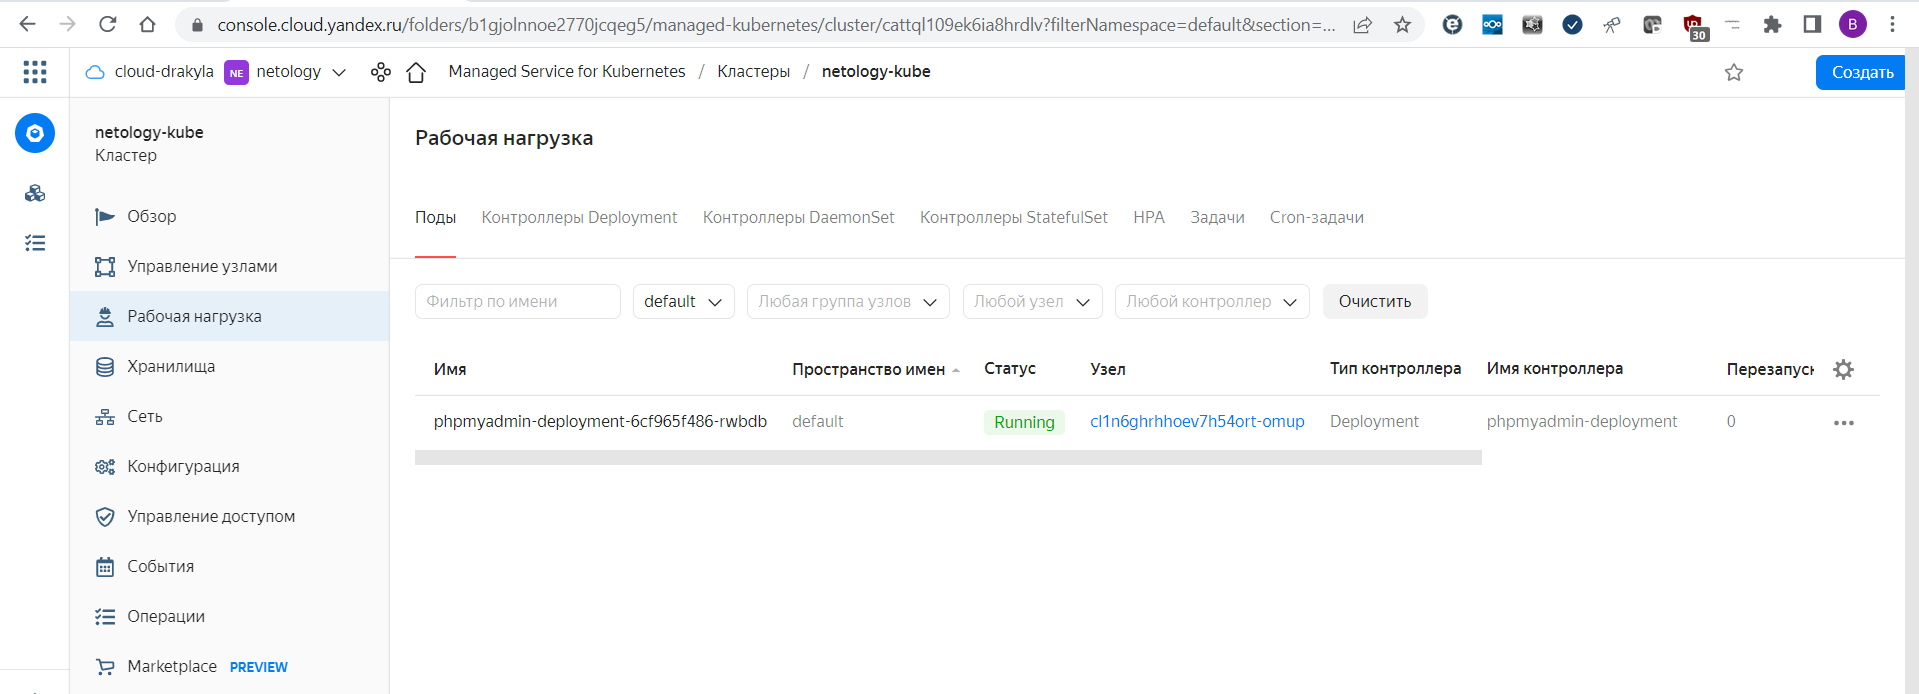 console.cloud.yandex.ru/folders/b1gjolnnoe2770jcqeg5/managed-kubernetes/cluster/cattql109ek6ia8hrdlv?filterNamespace=default&section=...
30
B
cloud-drakyla NE netology
Managed Service for Kubernetes / Кластеры / netology-kube
Создать
netology-kube
Кластер
Обзор
Управление узлами
Рабочая нагрузка
Хранилища
Сеть
Конфигурация
Управление доступом
События
Операции
Marketplace PREVIEW
Рабочая нагрузка
Поды Контроллеры Deployment Контроллеры DaemonSet Контроллеры StatefulSet HPA Задачи Cron-задачи
Фильтр по имени default Любая группа узлов Любой узел Любой контроллер Очистить
Имя Пространство имен Статус Узел Тип контроллера Имя контроллера Перезапуск
phpmyadmin-deployment-6cf965f486-rwbdb default Running cl1n6ghrhhoev7h54ort-omup Deployment phpmyadmin-deployment 0